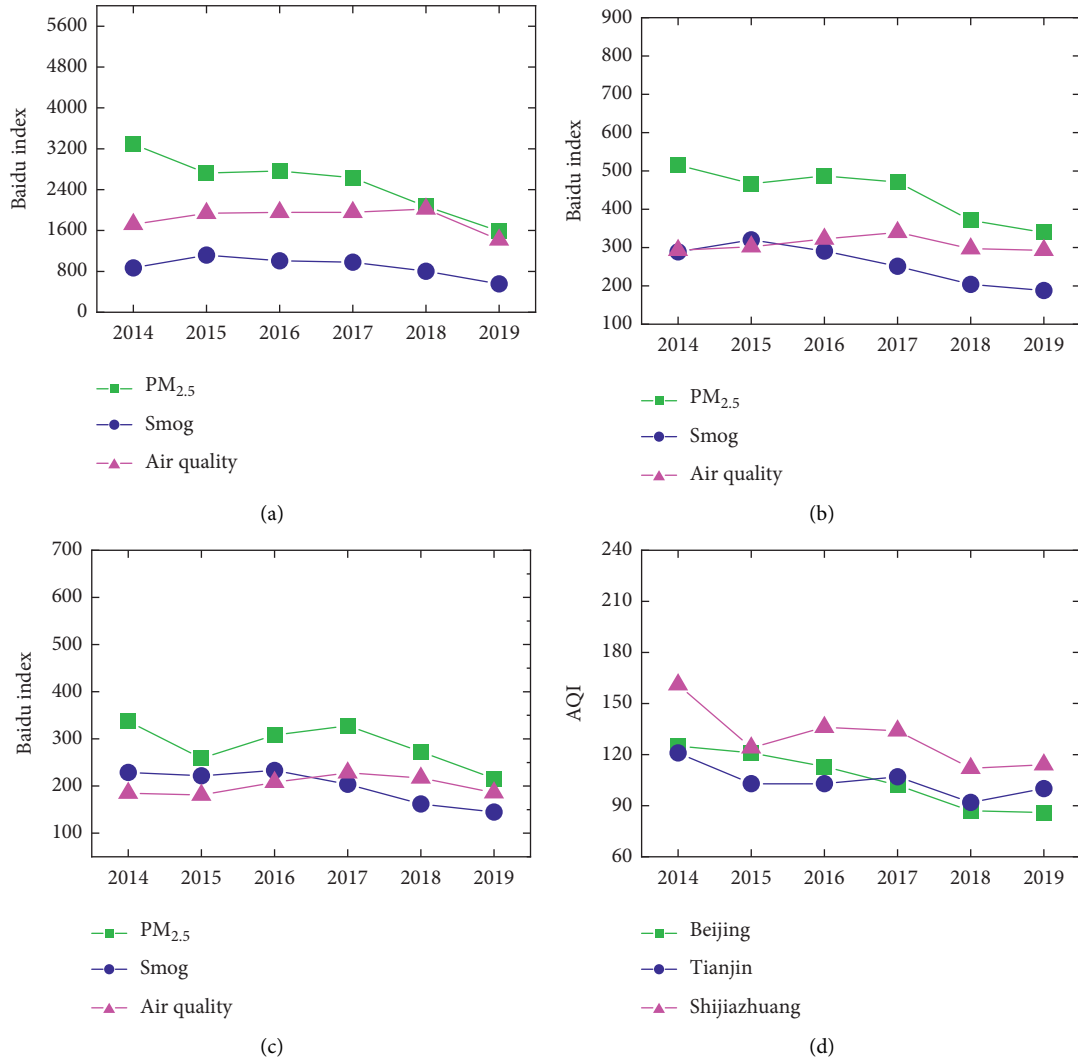 5600
4800
4000
3200
2400
1600
800
0
Baidu index
2014 2015 2016 2017 2018 2019
PM2.5
Smog
Air quality
(a)
900
800
700
600
500
400
300
200
100
Baidu index
2014 2015 2016 2017 2018 2019
PM2.5
Smog
Air quality
(b)
700
600
500
400
300
200
100
Baidu index
2014 2015 2016 2017 2018 2019
PM2.5
Smog
Air quality
(c)
240
210
180
150
120
90
60
AQI
2014 2015 2016 2017 2018 2019
Beijing
Tianjin
Shijiazhuang
(d)